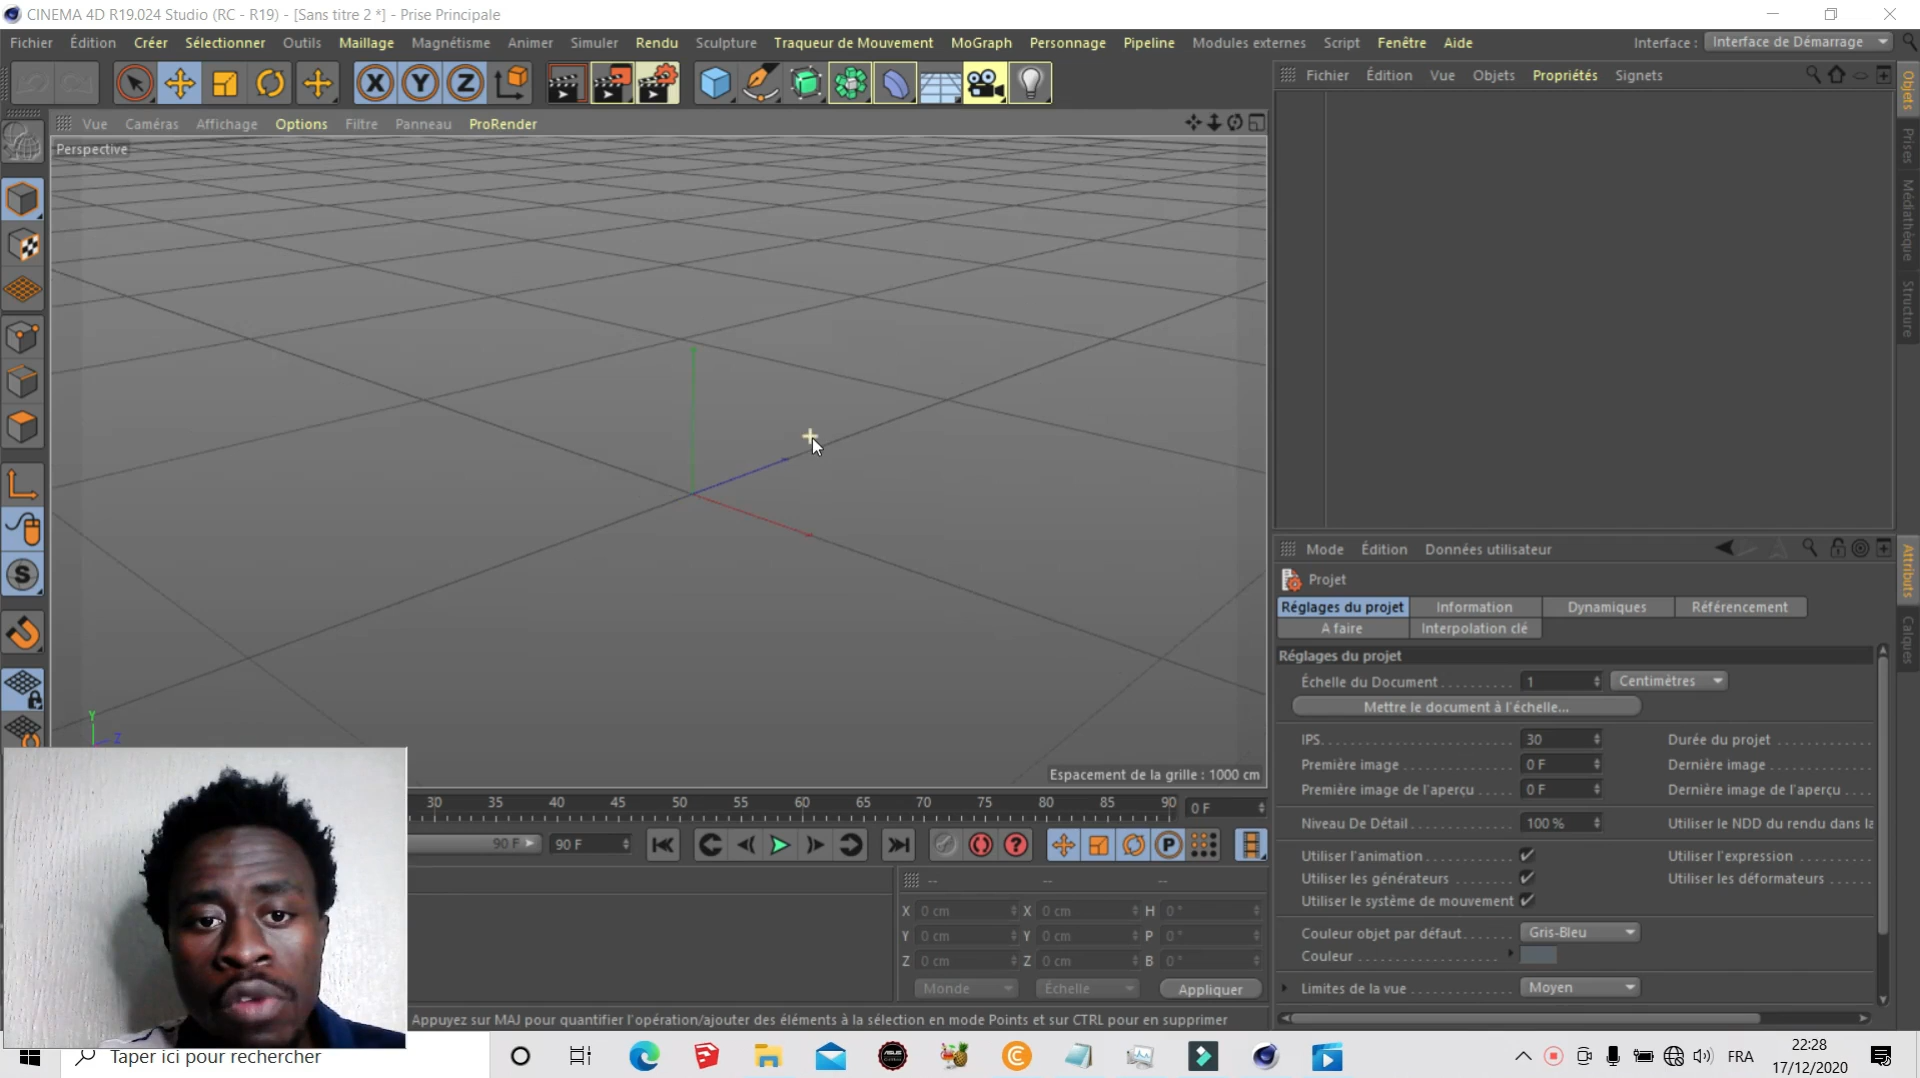 CINEMA 4D R19.024 Studio (RC - R19) - [Sans titre 2 *] - Prise Principale
Fichier Édition Créer Sélectionner Outils Maillage Magnétisme Animer Simuler Rendu Sculpture Traqueur de Mouvement MoGraph Personnage Pipeline Modules externes Script Fenêtre Aide Interface : Interface de Démarrage
Fichier Édition Vue Objets Propriétés Signets
X Y Z
Vue Caméras Affichage Options Filtre Panneau ProRender
Perspective
Objets
Prises
Médiathèque
Structure
Mode Édition Données utilisateur
Projet
Réglages du projet Information Dynamiques Référencement
A faire Interpolation clé
Réglages du projet
Échelle du Document 1 Centimètres
Mettre le document à l'échelle...
IPS 30 Durée du projet
Première image 0 F Dernière image
Première image de l'aperçu 0 F Dernière image de l'aperçu
Niveau De Détail 100 % Utiliser le NDD du rendu dans la
Utiliser l'animation Utiliser l'expression
Utiliser les générateurs Utiliser les déformateurs
Utiliser le système de mouvement
Couleur objet par défaut Gris-Bleu
Couleur
Limites de la vue Moyen
Attributs
Calques
S
Y
Z
Espacement de la grille : 1000 cm
30 35 40 45 50 55 60 65 70 75 80 85 90 0 F
90 F 90 F
P
-- -- --
X 0 cm X 0 cm H 0 °
Y 0 cm Y 0 cm P 0 °
Z 0 cm Z 0 cm B 0 °
Monde Échelle Appliquer
Appuyez sur MAJ pour quantifier l'opération/ajouter des éléments à la sélection en mode Points et sur CTRL pour en supprimer
Taper ici pour rechercher
FRA
22:28
17/12/2020